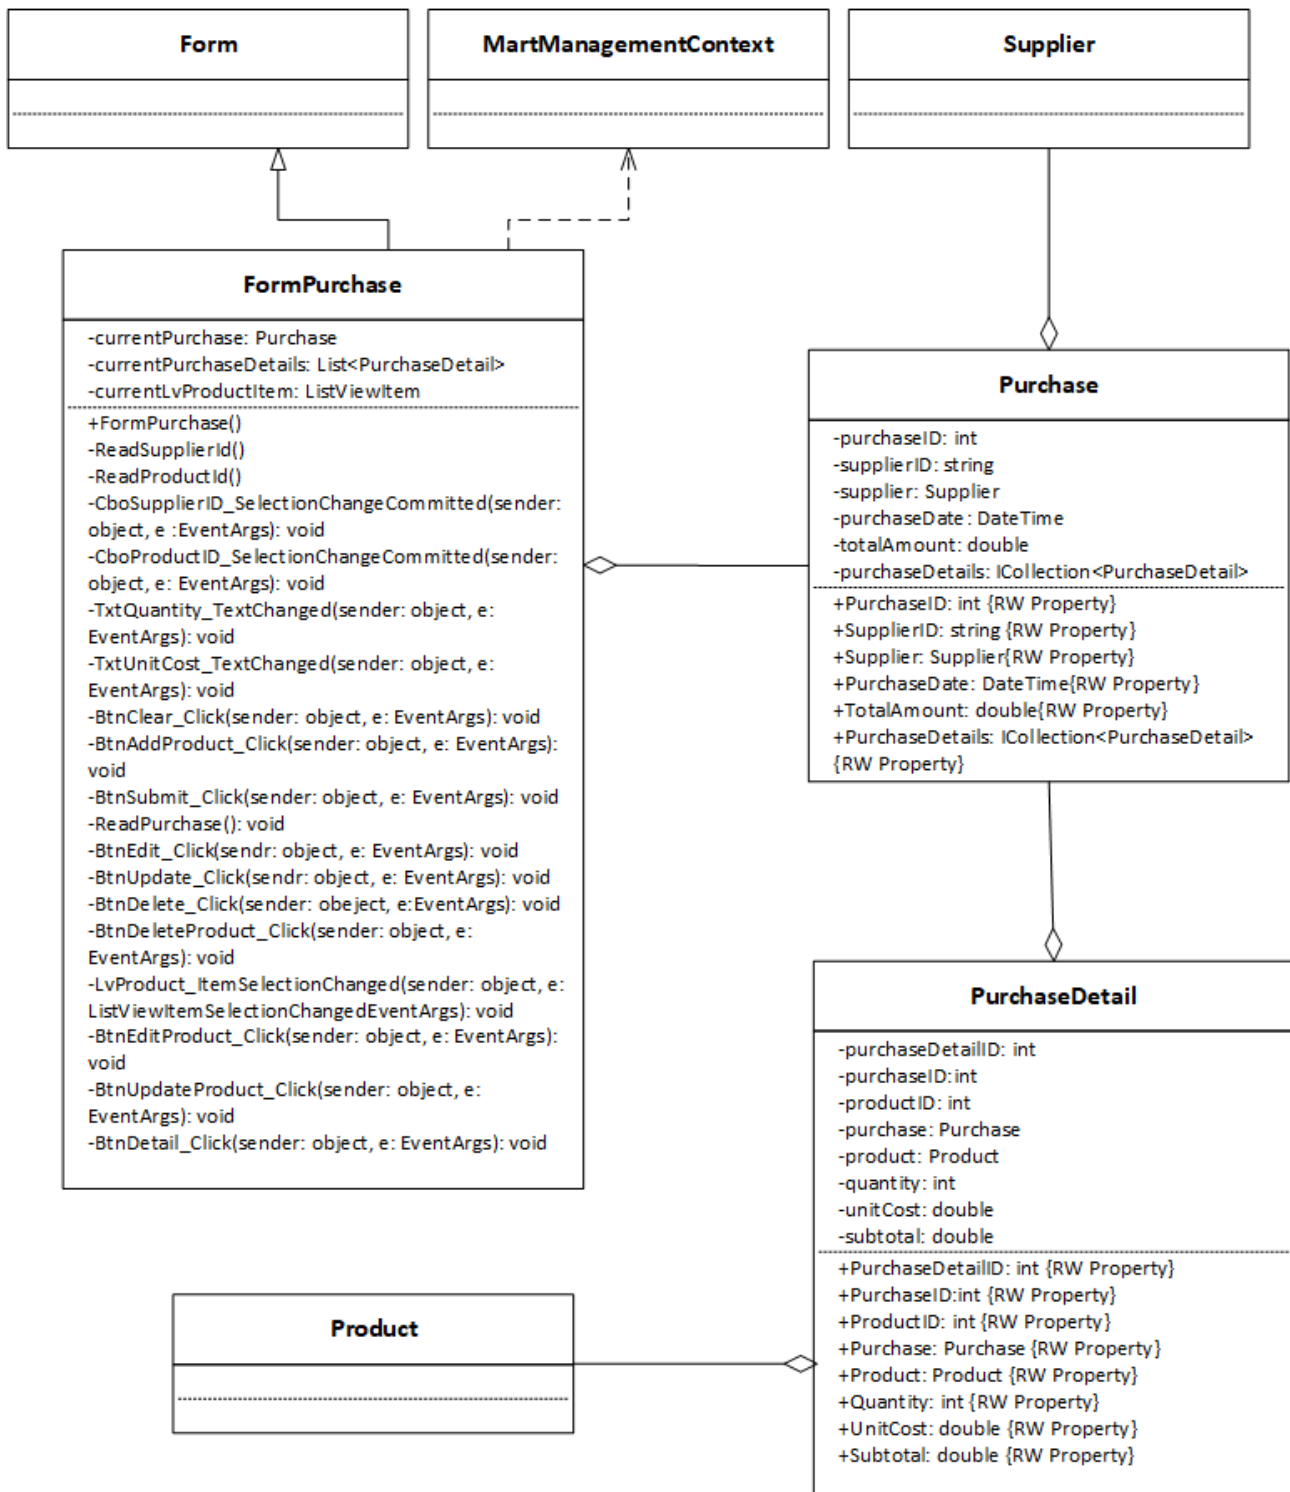 Form
MartManagementContext
Supplier
FormPurchase
-currentPurchase: Purchase
-currentPurchaseDetails: List<PurchaseDetail>
-currentLvProductItem: ListViewItem
+FormPurchase()
-ReadSupplierId()
-ReadProductId()
-CboSupplierID_SelectionChangeCommitted(sender:
object, e :EventArgs): void
-CboProductID_SelectionChangeCommitted(sender:
object, e: EventArgs): void
-TxtQuantity_TextChanged(sender: object, e:
EventArgs): void
-TxtUnitCost_TextChanged(sender: object, e:
EventArgs): void
-BtnClear_Click(sender: object, e: EventArgs): void
-BtnAddProduct_Click(sender: object, e: EventArgs):
void
-BtnSubmit_Click(sender: object, e: EventArgs): void
-ReadPurchase(): void
-BtnEdit_Click(sendr: object, e: EventArgs): void
-BtnUpdate_Click(sendr: object, e: EventArgs): void
-BtnDelete_Click(sender: obeject, e:EventArgs): void
-BtnDeleteProduct_Click(sender: object, e:
EventArgs): void
-LvProduct_ItemSelectionChanged(sender: object, e:
ListViewItemSelectionChangedEventArgs): void
-BtnEditProduct_Click(sender: object, e: EventArgs):
void
-BtnUpdateProduct_Click(sender: object, e:
EventArgs): void
-BtnDetail_Click(sender: object, e: EventArgs): void
Purchase
-purchaseID: int
-supplierID: string
-supplier: Supplier
-purchaseDate: DateTime
-totalAmount: double
-purchaseDetails: ICollection<PurchaseDetail>
+PurchaseID: int {RW Property}
+SupplierID: string {RW Property}
+Supplier: Supplier{RW Property}
+PurchaseDate: DateTime{RW Property}
+TotalAmount: double{RW Property}
+PurchaseDetails: ICollection<PurchaseDetail>
{RW Property}
PurchaseDetail
-purchaseDetailID: int
-purchaseID:int
-productID: int
-purchase: Purchase
-product: Product
-quantity: int
-unitCost: double
-subtotal: double
+PurchaseDetailID: int {RW Property}
+PurchaseID:int {RW Property}
+ProductID: int {RW Property}
+Purchase: Purchase {RW Property}
+Product: Product {RW Property}
+Quantity: int {RW Property}
+UnitCost: double {RW Property}
+Subtotal: double {RW Property}
Product